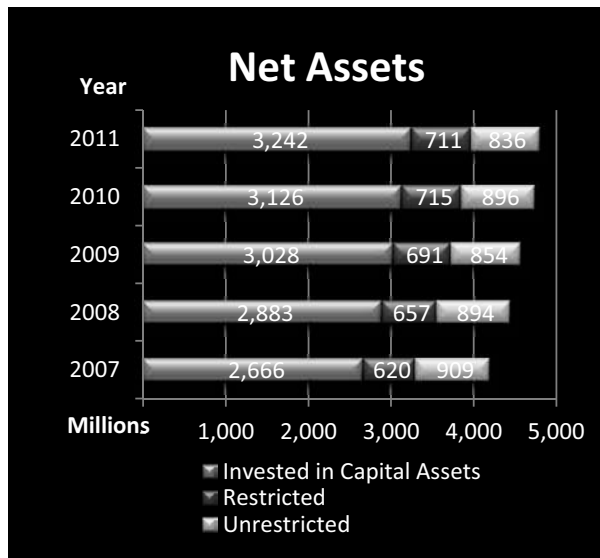 Net Assets
Year
2011 3,242 711 836
2010 3,126 715 896
2009 3,028 691 854
2008 2,883 657 894
2007 2,666 620 909
Millions 1,000 2,000 3,000 4,000 5,000
Invested in Capital Assets
Restricted
Unrestricted